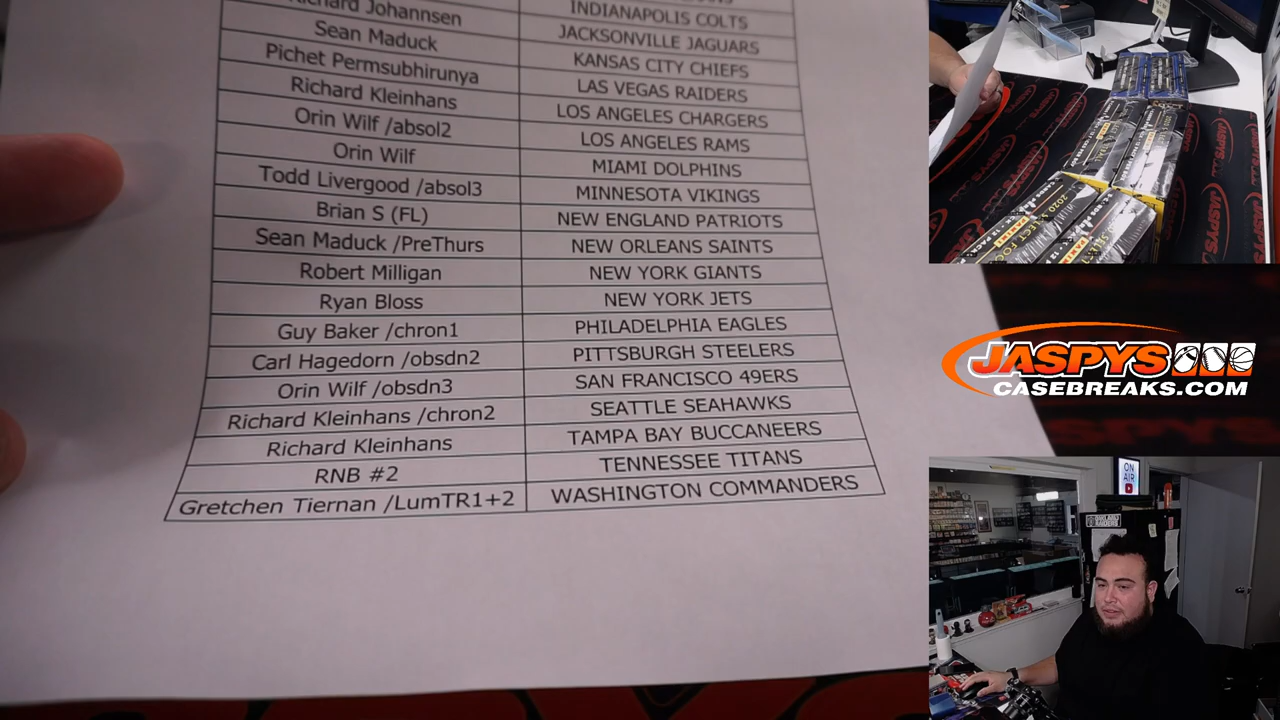 Richard Johannsen INDIANAPOLIS COLTS
Sean Maduck JACKSONVILLE JAGUARS
Pichet Permsubhirunya KANSAS CITY CHIEFS
Richard Kleinhans LAS VEGAS RAIDERS
Orin Wilf /absol2 LOS ANGELES CHARGERS
Orin Wilf LOS ANGELES RAMS
Todd Livergood /absol3 MIAMI DOLPHINS
Brian S (FL) MINNESOTA VIKINGS
Sean Maduck /PreThurs NEW ENGLAND PATRIOTS
Robert Milligan NEW ORLEANS SAINTS
Ryan Bloss NEW YORK GIANTS
Guy Baker /chron1 NEW YORK JETS
Carl Hagedorn /obsdn2 PHILADELPHIA EAGLES
Orin Wilf /obsdn3 PITTSBURGH STEELERS
Richard Kleinhans /chron2 SAN FRANCISCO 49ERS
Richard Kleinhans SEATTLE SEAHAWKS
RNB #2 TAMPA BAY BUCCANEERS
Gretchen Tiernan /LumTR1+2 TENNESSEE TITANS
WASHINGTON COMMANDERS
JASPYS
CASEBREAKS.COM
JASPYS
ON
AIR